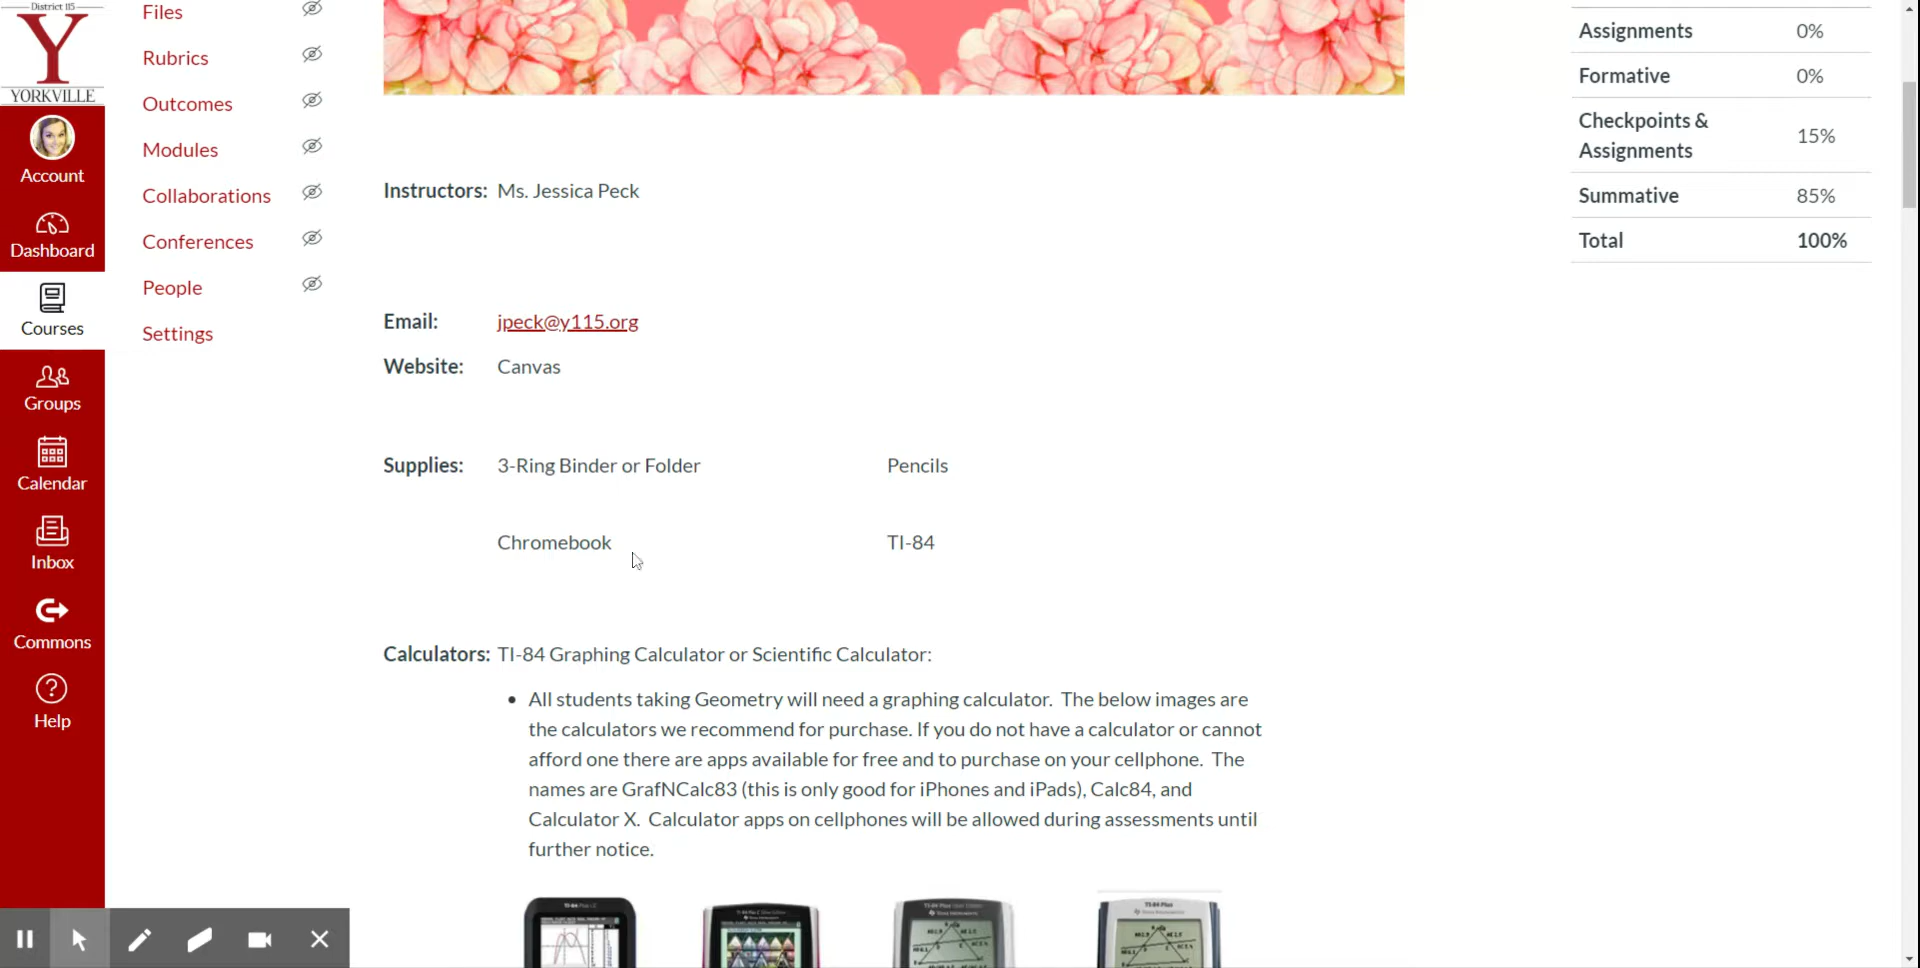 District 115
Y
YORKVILLE
Account
Dashboard
Courses
Groups
Calendar
Inbox
Commons
Help
Files
Rubrics
Outcomes
Modules
Collaborations
Conferences
People
Settings
Instructors: Ms. Jessica Peck
Email: jpeck@y115.org
Website: Canvas
Supplies: 3-Ring Binder or Folder Pencils
Chromebook TI-84
Calculators: TI-84 Graphing Calculator or Scientific Calculator:
• All students taking Geometry will need a graphing calculator.  The below images are
the calculators we recommend for purchase. If you do not have a calculator or cannot
afford one there are apps available for free and to purchase on your cellphone.  The
names are GrafNCalc83 (this is only good for iPhones and iPads), Calc84, and
Calculator X.  Calculator apps on cellphones will be allowed during assessments until
further notice.
TI-84 Plus
Assignments 0%
Formative 0%
Checkpoints & 15%
Assignments
Summative 85%
Total 100%